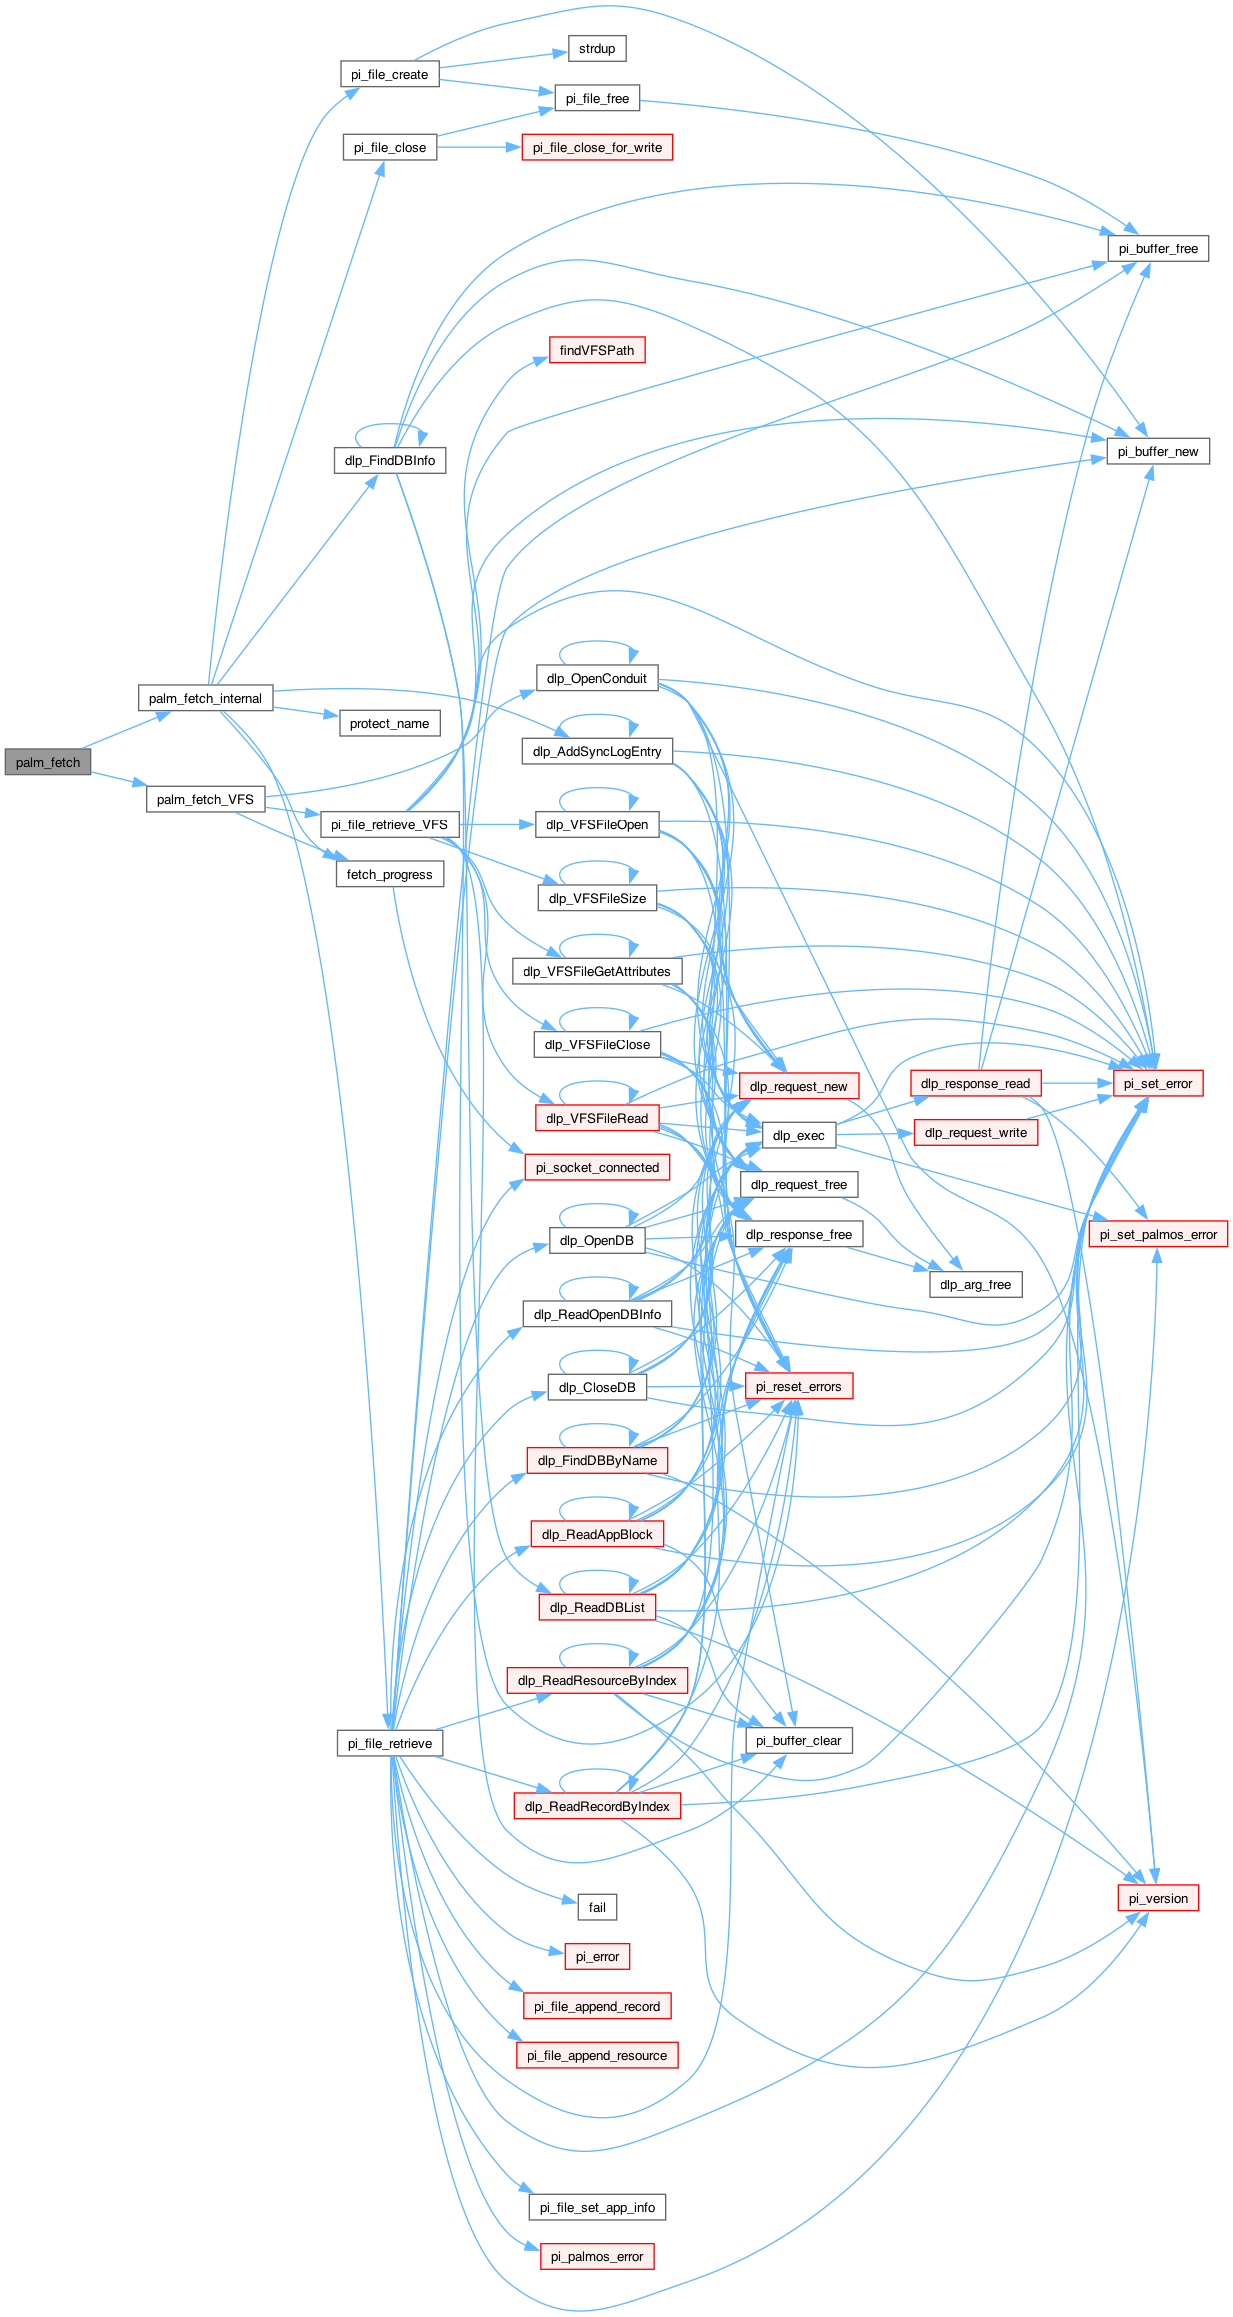 strdup
pi_file_create
pi_file_free
pi_file_close
pi_file_close_for_write
pi_buffer_free
findVFSPath
pi_buffer_new
dlp_FindDBInfo
dlp_OpenConduit
palm_fetch_internal
protect_name
dlp_AddSyncLogEntry
palm_fetch
palm_fetch_VFS
pi_file_retrieve_VFS
dlp_VFSFileOpen
fetch_progress
dlp_VFSFileSize
dlp_VFSFileGetAttributes
dlp_VFSFileClose
dlp_request_new
dlp_response_read
pi_set_error
dlp_VFSFileRead
dlp_exec
dlp_request_write
pi_socket_connected
dlp_request_free
dlp_OpenDB
dlp_response_free
pi_set_palmos_error
dlp_arg_free
dlp_ReadOpenDBInfo
dlp_CloseDB
pi_reset_errors
dlp_FindDBByName
dlp_ReadAppBlock
dlp_ReadDBList
dlp_ReadResourceByIndex
pi_file_retrieve
pi_buffer_clear
dlp_ReadRecordByIndex
pi_version
fail
pi_error
pi_file_append_record
pi_file_append_resource
pi_file_set_app_info
pi_palmos_error